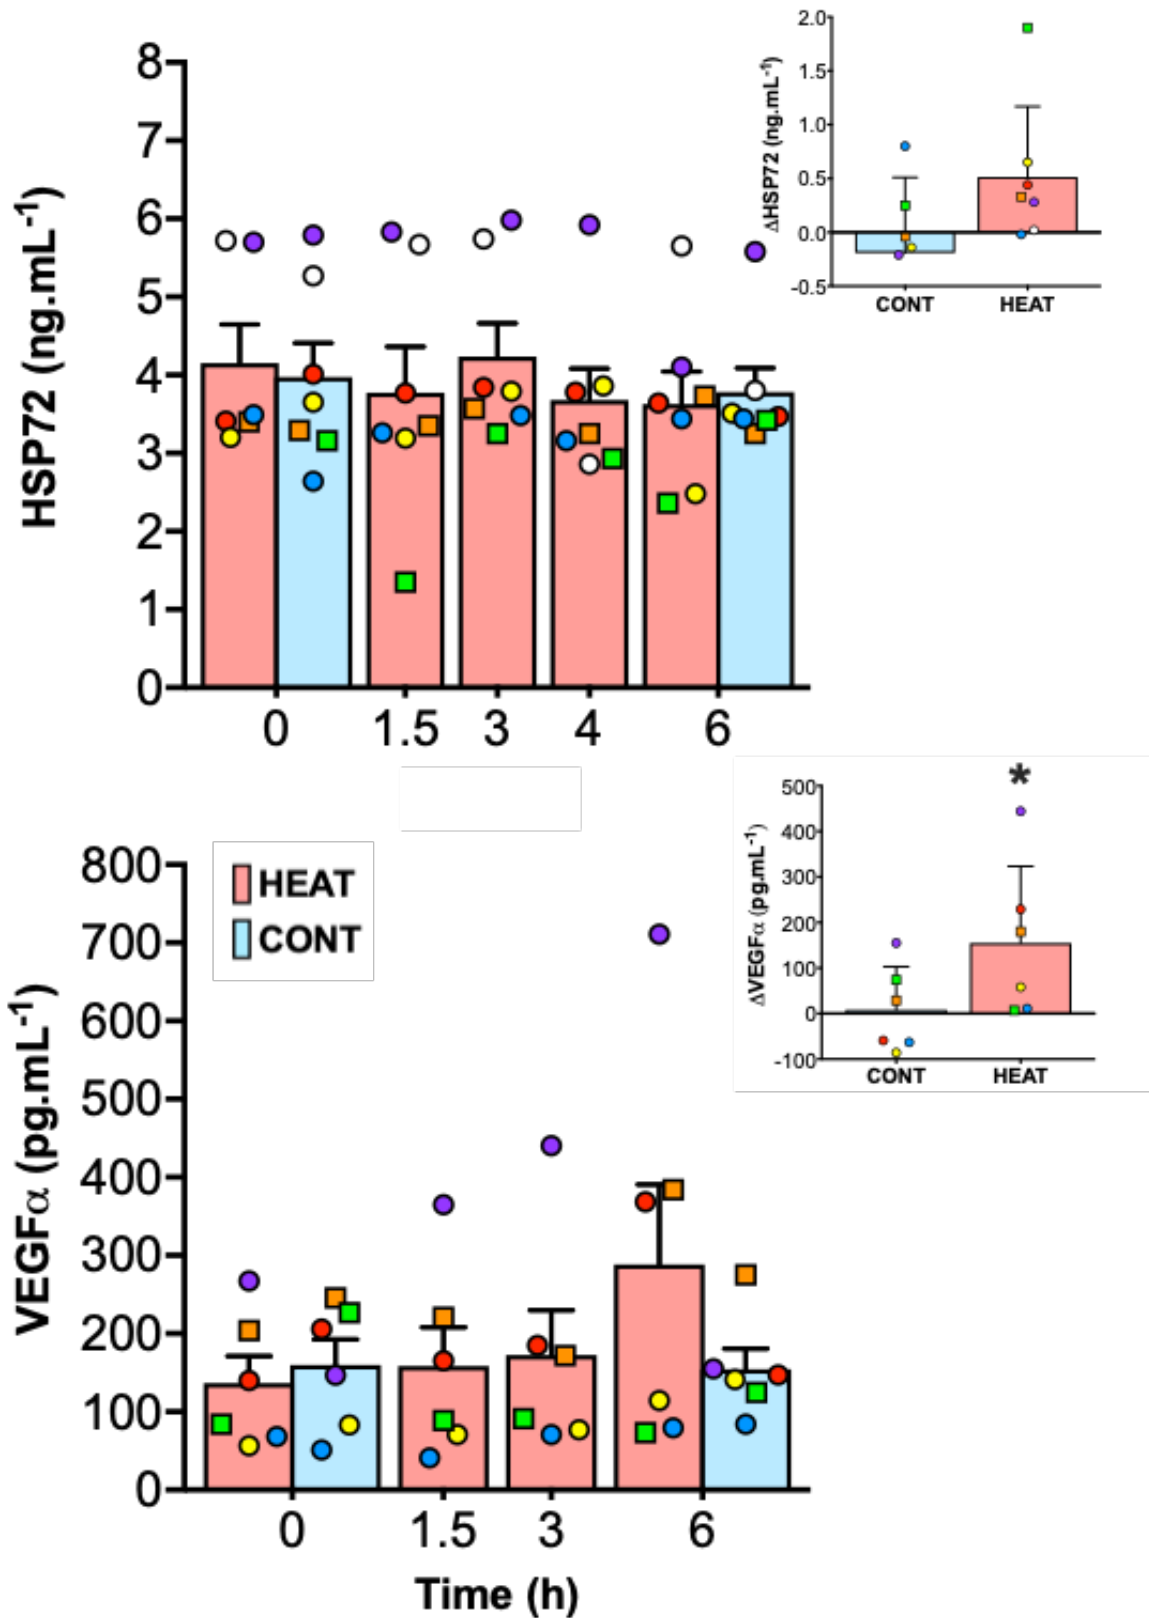 8
7
6
5
4
3
2
1
0
HSP72 (ng.mL⁻¹)
0 1.5 3 4 6
2.0
1.5
1.0
0.5
0.0
-0.5
ΔHSP72 (ng.mL⁻¹)
CONT HEAT
800
700
600
500
400
300
200
100
0
VEGFα (pg.mL⁻¹)
HEAT
CONT
0 1.5 3 6
Time (h)
*
500
400
300
200
100
0
-100
ΔVEGFα (pg.mL⁻¹)
CONT HEAT